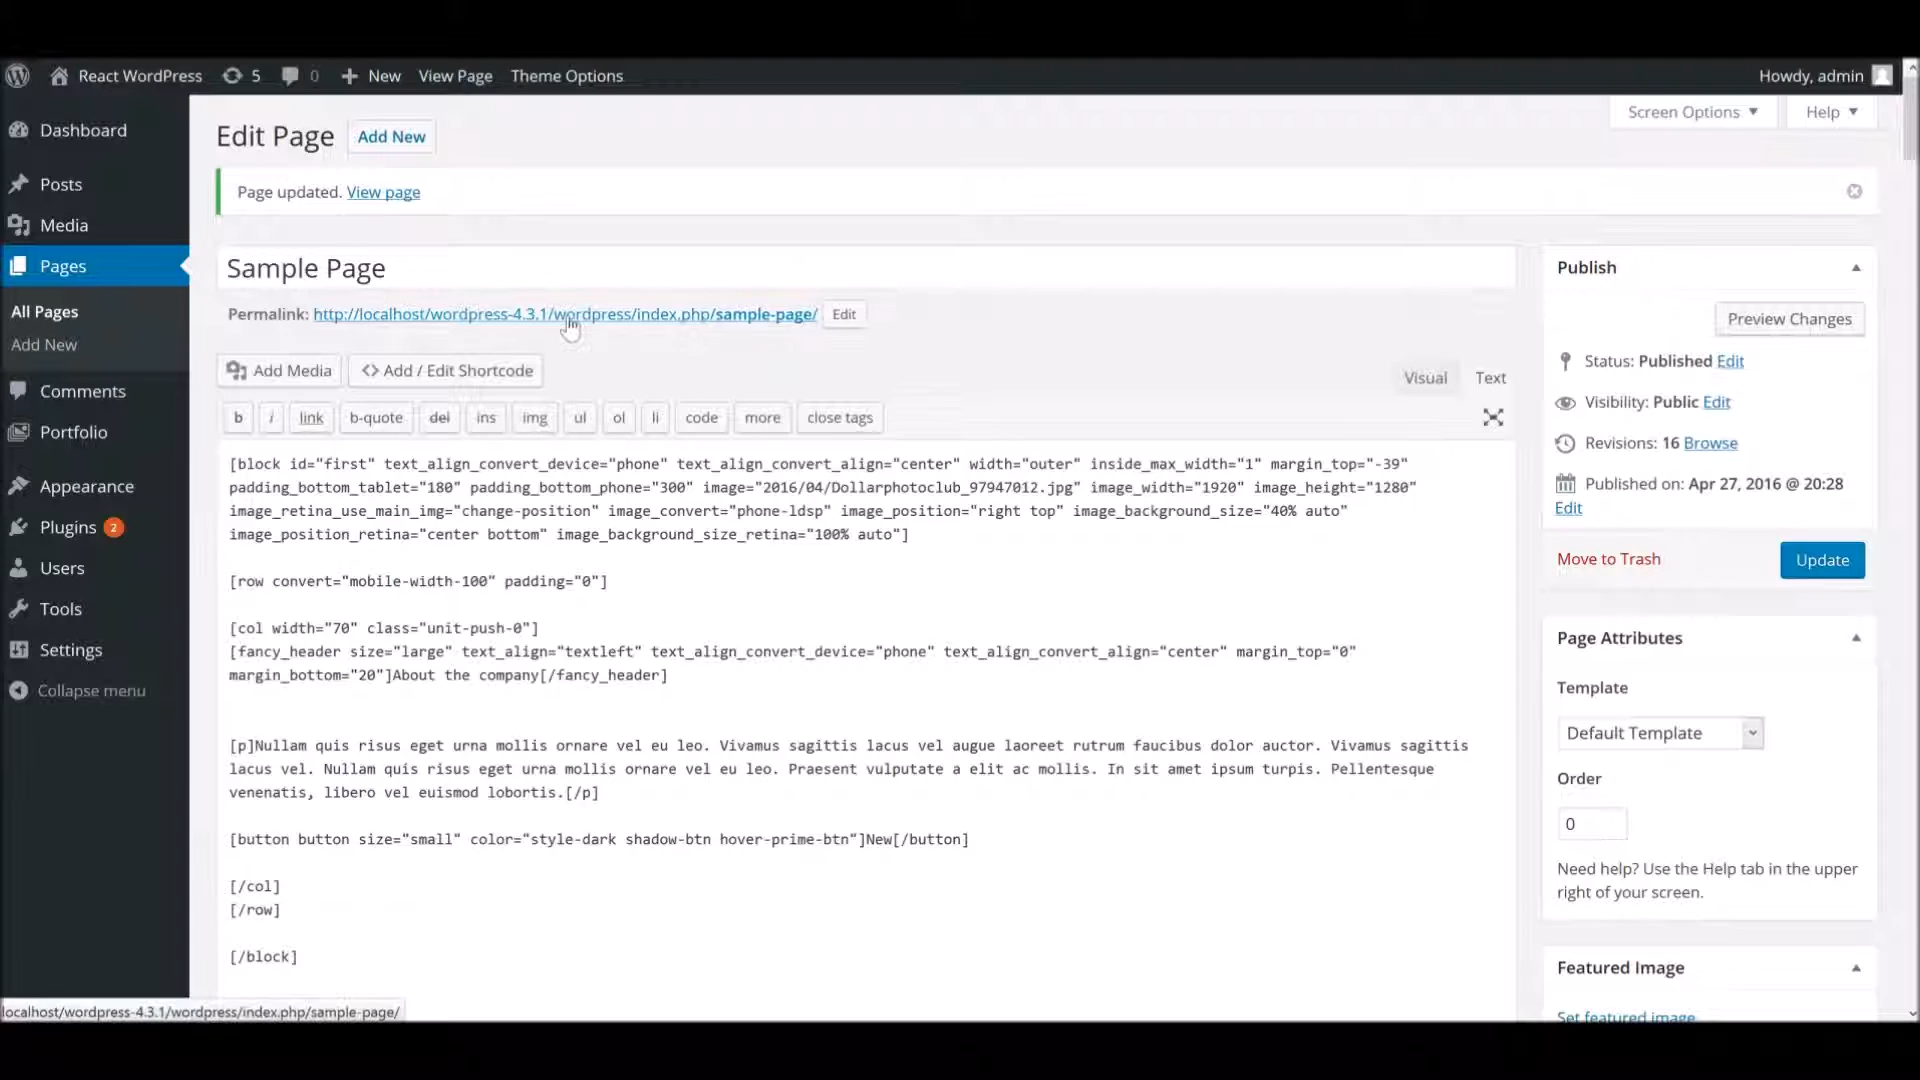 React WordPress 5 0 New View Page Theme Options Howdy, admin
Screen Options Help
Dashboard
Posts
Media
Pages
All Pages
Add New
Comments
Portfolio
Appearance
Plugins 2
Users
Tools
Settings
Collapse menu
Edit Page Add New
Page updated. View page
Sample Page
Permalink: http://localhost/wordpress-4.3.1/wordpress/index.php/sample-page/ Edit
Add Media <> Add / Edit Shortcode
Visual Text
b i link b-quote del ins img ul ol li code more close tags
[block id="first" text_align_convert_device="phone" text_align_convert_align="center" width="outer" inside_max_width="1" margin_top="-39"
padding_bottom_tablet="180" padding_bottom_phone="300" image="2016/04/Dollarphotoclub_97947012.jpg" image_width="1920" image_height="1280"
image_retina_use_main_img="change-position" image_convert="phone-ldsp" image_position="right top" image_background_size="40% auto"
image_position_retina="center bottom" image_background_size_retina="100% auto"]
[row convert="mobile-width-100" padding="0"]
[col width="70" class="unit-push-0"]
[fancy_header size="large" text_align="textleft" text_align_convert_device="phone" text_align_convert_align="center" margin_top="0"
margin_bottom="20"]About the company[/fancy_header]
[p]Nullam quis risus eget urna mollis ornare vel eu leo. Vivamus sagittis lacus vel augue laoreet rutrum faucibus dolor auctor. Vivamus sagittis
lacus vel. Nullam quis risus eget urna mollis ornare vel eu leo. Praesent vulputate a elit ac mollis. In sit amet ipsum turpis. Pellentesque
venenatis, libero vel euismod lobortis.[/p]
[button button size="small" color="style-dark shadow-btn hover-prime-btn"]New[/button]
[/col]
[/row]
[/block]
Publish
Preview Changes
Status: Published Edit
Visibility: Public Edit
Revisions: 16 Browse
Published on: Apr 27, 2016 @ 20:28
Edit
Move to Trash Update
Page Attributes
Template
Default Template
Order
0
Need help? Use the Help tab in the upper
right of your screen.
Featured Image
Set featured image
localhost/wordpress-4.3.1/wordpress/index.php/sample-page/